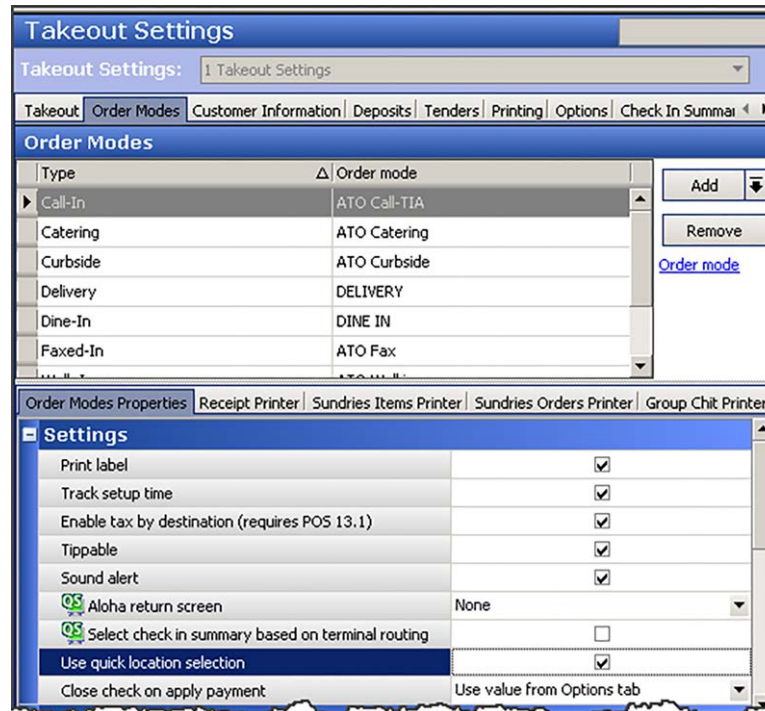 Takeout Settings
Takeout Settings: 1 Takeout Settings
Takeout Order Modes Customer Information Deposits Tenders Printing Options Check In Summar
Order Modes
Type Order mode
Add
Call-In ATO Call-TIA
Catering ATO Catering
Remove
Curbside ATO Curbside
Order mode
Delivery DELIVERY
Dine-In DINE IN
Faxed-In ATO Fax
Order Modes Properties Receipt Printer Sundries Items Printer Sundries Orders Printer Group Chit Printer
Settings
Print label
Track setup time
Enable tax by destination (requires POS 13.1)
Tippable
Sound alert
QS Aloha return screen None
QS Select check in summary based on terminal routing
Use quick location selection
Close check on apply payment Use value from Options tab